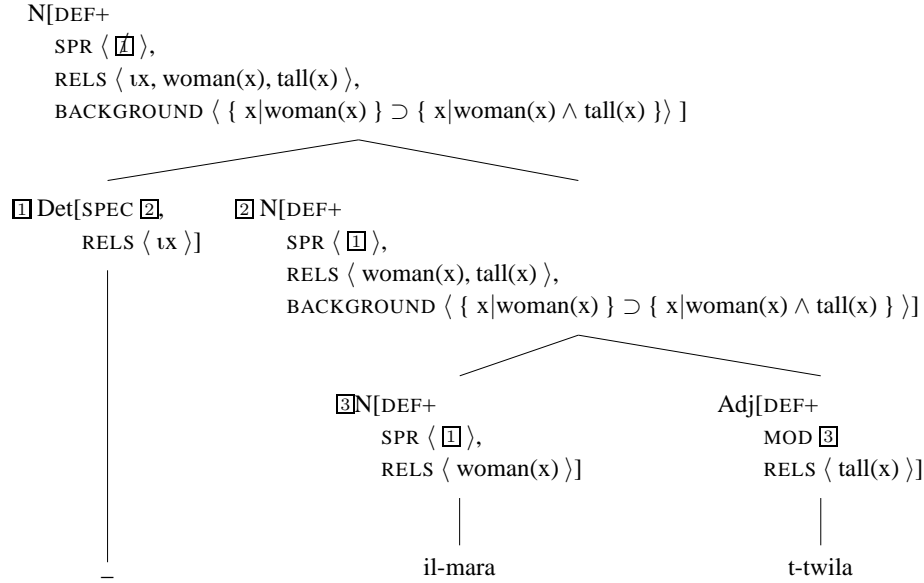 N[DEF+
SPR ⟨ 1̸ ⟩,
RELS ⟨ ιx, woman(x), tall(x) ⟩,
BACKGROUND ⟨ { x|woman(x) } ⊃ { x|woman(x) ∧ tall(x) }⟩ ]
1 Det[SPEC 2, 2 N[DEF+
RELS ⟨ ιx ⟩] SPR ⟨ 1 ⟩,
RELS ⟨ woman(x), tall(x) ⟩,
BACKGROUND ⟨ { x|woman(x) } ⊃ { x|woman(x) ∧ tall(x) } ⟩]
3N[DEF+ Adj[DEF+
SPR ⟨ 1 ⟩, MOD 3
RELS ⟨ woman(x) ⟩] RELS ⟨ tall(x) ⟩]
– il-mara t-twila